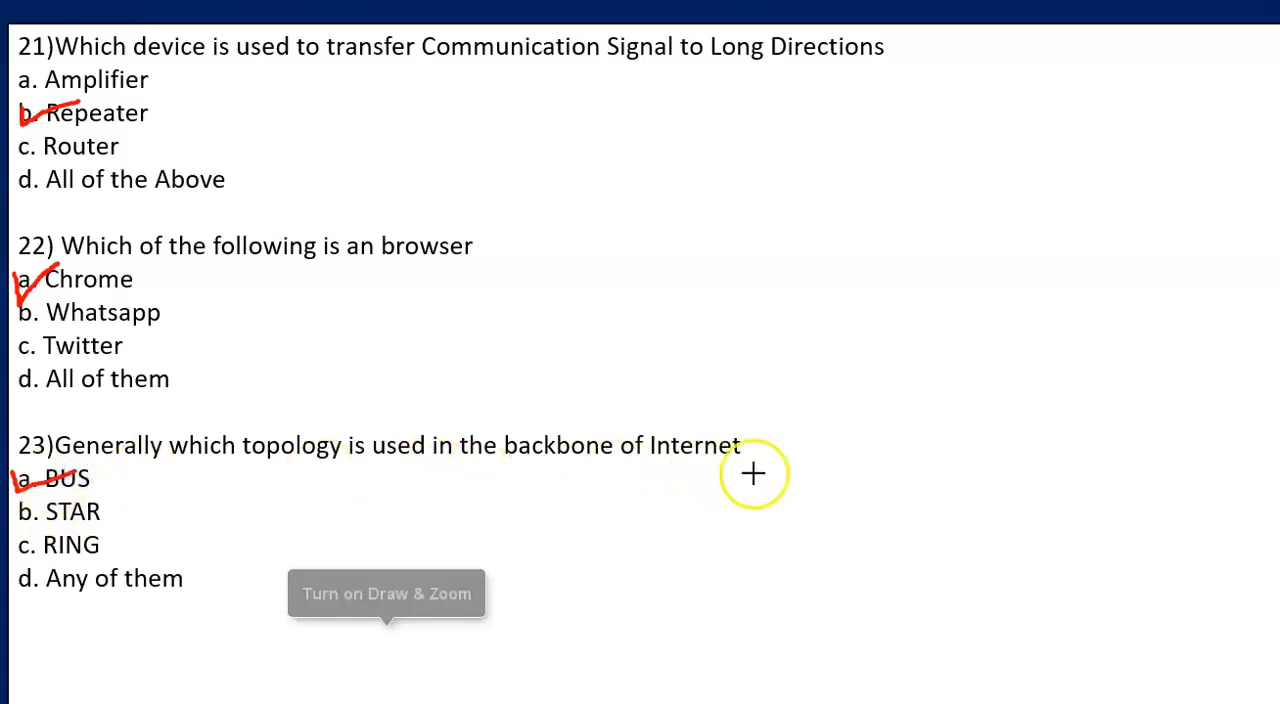 21)Which device is used to transfer Communication Signal to Long Directions
a. Amplifier
b. Repeater
c. Router
d. All of the Above
22) Which of the following is an browser
a. Chrome
b. Whatsapp
c. Twitter
d. All of them
23)Generally which topology is used in the backbone of Internet
a. BUS
b. STAR
c. RING
d. Any of them
Turn on Draw & Zoom